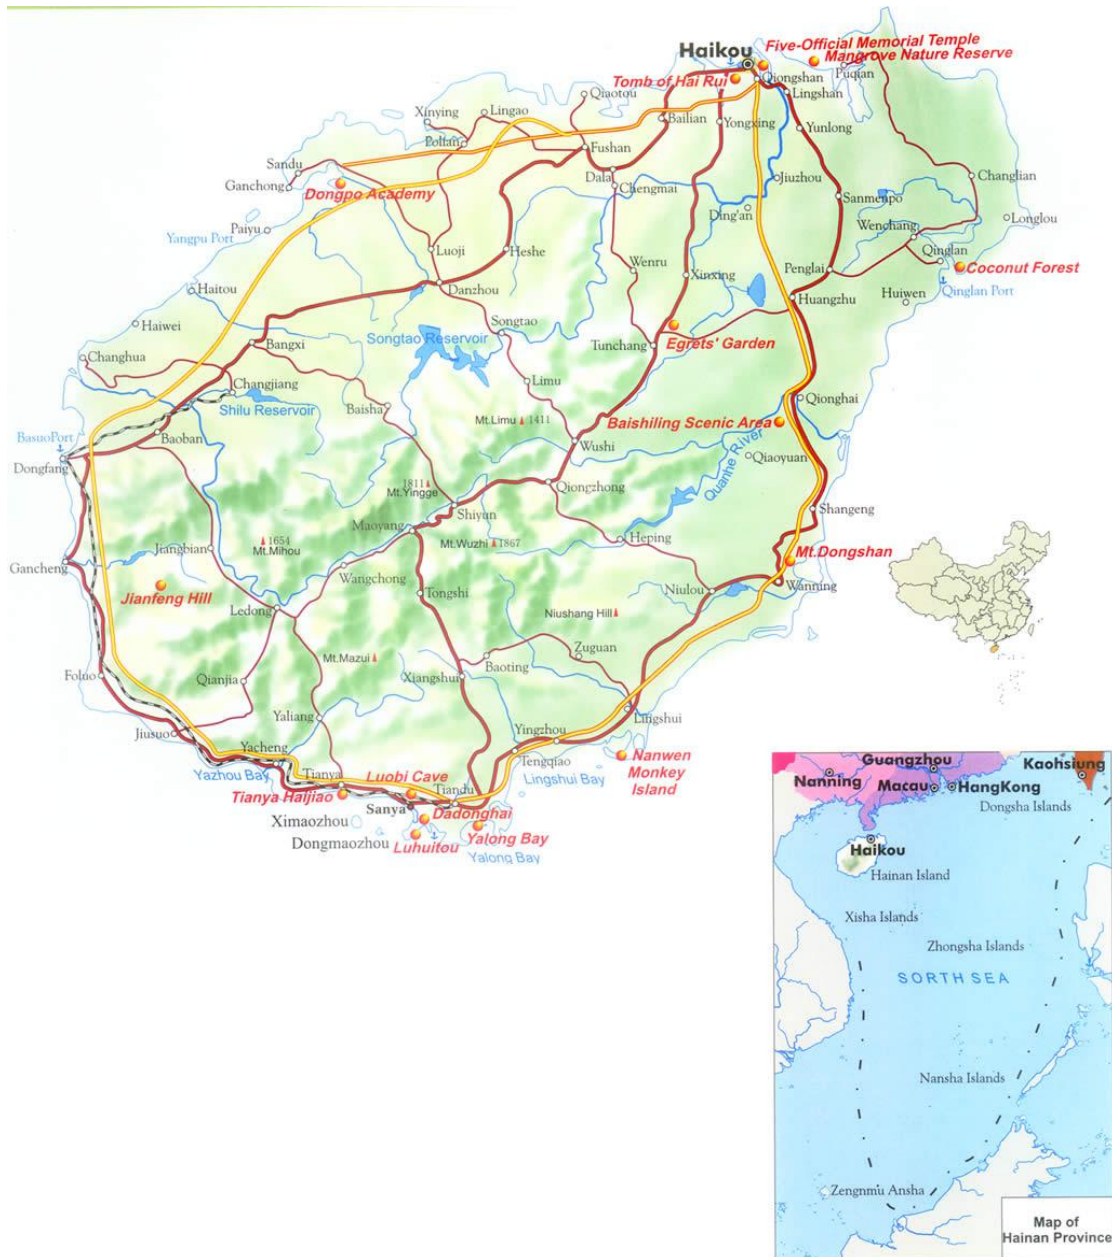 Haikou
Five-Official Memorial Temple
Mangrove Nature Reserve
Tomb of Hai Rui
Qiongshan
Puqian
Lingshan
Qiaotou
Xinying
Lingao
Bailian
Yongxing
Yunlong
Fushan
Sandu
Ganchong
Dongpo Academy
Dala
Chengmai
Jiuzhou
Changlian
Sanmenpo
Ding'an
Longlou
Wenchang
Paiyu
Yangpu Port
Luoji
Heshe
Wenru
Xinxing
Penglai
Qinglan
Coconut Forest
Qinglan Port
Haitou
Danzhou
Huangzhu
Huiwen
Haiwei
Songtao
Songtao Reservoir
Egrets' Garden
Tunchang
Changhua
Bangxi
Changjiang
Shilu Reservoir
Limu
Baisha
Qionghai
Mt.Limu
1411
Baishiling Scenic Area
BasuoPort
Baoban
Wushi
Dongfang
Qiaoyuan
Quanhe River
1811
Mt.Yingge
Qiongzhong
Shiyun
Shangeng
Maoyang
1654
Mt.Mihou
Mt.Wuzhi
1867
Heping
Jiangbian
Mt.Dongshan
Gancheng
Wangchong
Jianfeng Hill
Tongshi
Niulou
Wanning
Ledong
Niushang Hill
Mt.Mazui
Baoting
Zuguan
Foluo
Qianjia
Xiangshui
Yaliang
Lingshui
Jiusuo
Yingzhou
Yacheng
Tengqiao
Nanwen
Monkey
Island
Yazhou Bay
Tianya
Luobi Cave
Lingshui Bay
Tianya Haijiao
Tiandu
Sanya
Dadonghai
Ximaozhou
Dongmaozhou
Luhuitou
Yalong Bay
Yalong Bay
Guangzhou
Kaohsiung
Nanning
Macau
HangKong
Dongsha Islands
Haikou
Hainan Island
Xisha Islands
Zhongsha Islands
SORTH SEA
Nansha Islands
Zengnmu Ansha
Map of
Hainan Province